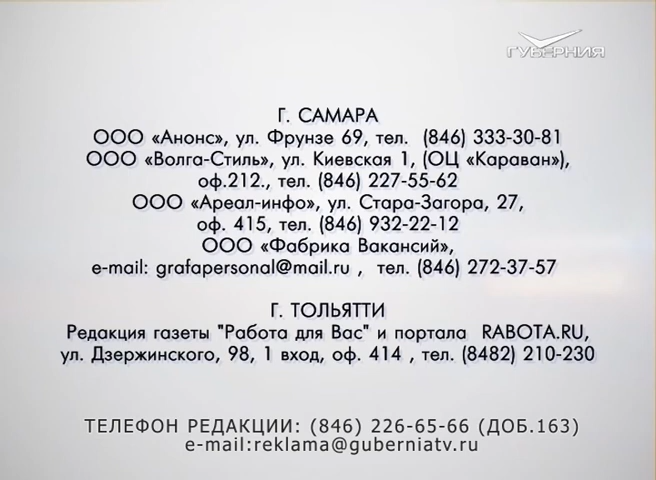 ГУБЕРНИЯ
Г. САМАРА
ООО «Анонс», ул. Фрунзе 69, тел. (846) 333-30-81
ООО «Волга-Стиль», ул. Киевская 1, (ОЦ «Караван»),
оф.212., тел. (846) 227-55-62
ООО «Ареал-инфо», ул. Стара-Загора, 27,
оф. 415, тел. (846) 932-22-12
ООО «Фабрика Вакансий»,
e-mail: grafapersonal@mail.ru , тел. (846) 272-37-57
Г. ТОЛЬЯТТИ
Редакция газеты "Работа для Вас" и портала RABOTA.RU,
ул. Дзержинского, 98, 1 вход, оф. 414 , тел. (8482) 210-230
ТЕЛЕФОН РЕДАКЦИИ: (846) 226-65-66 (ДОБ.163)
e-mail:reklama@guberniatv.ru